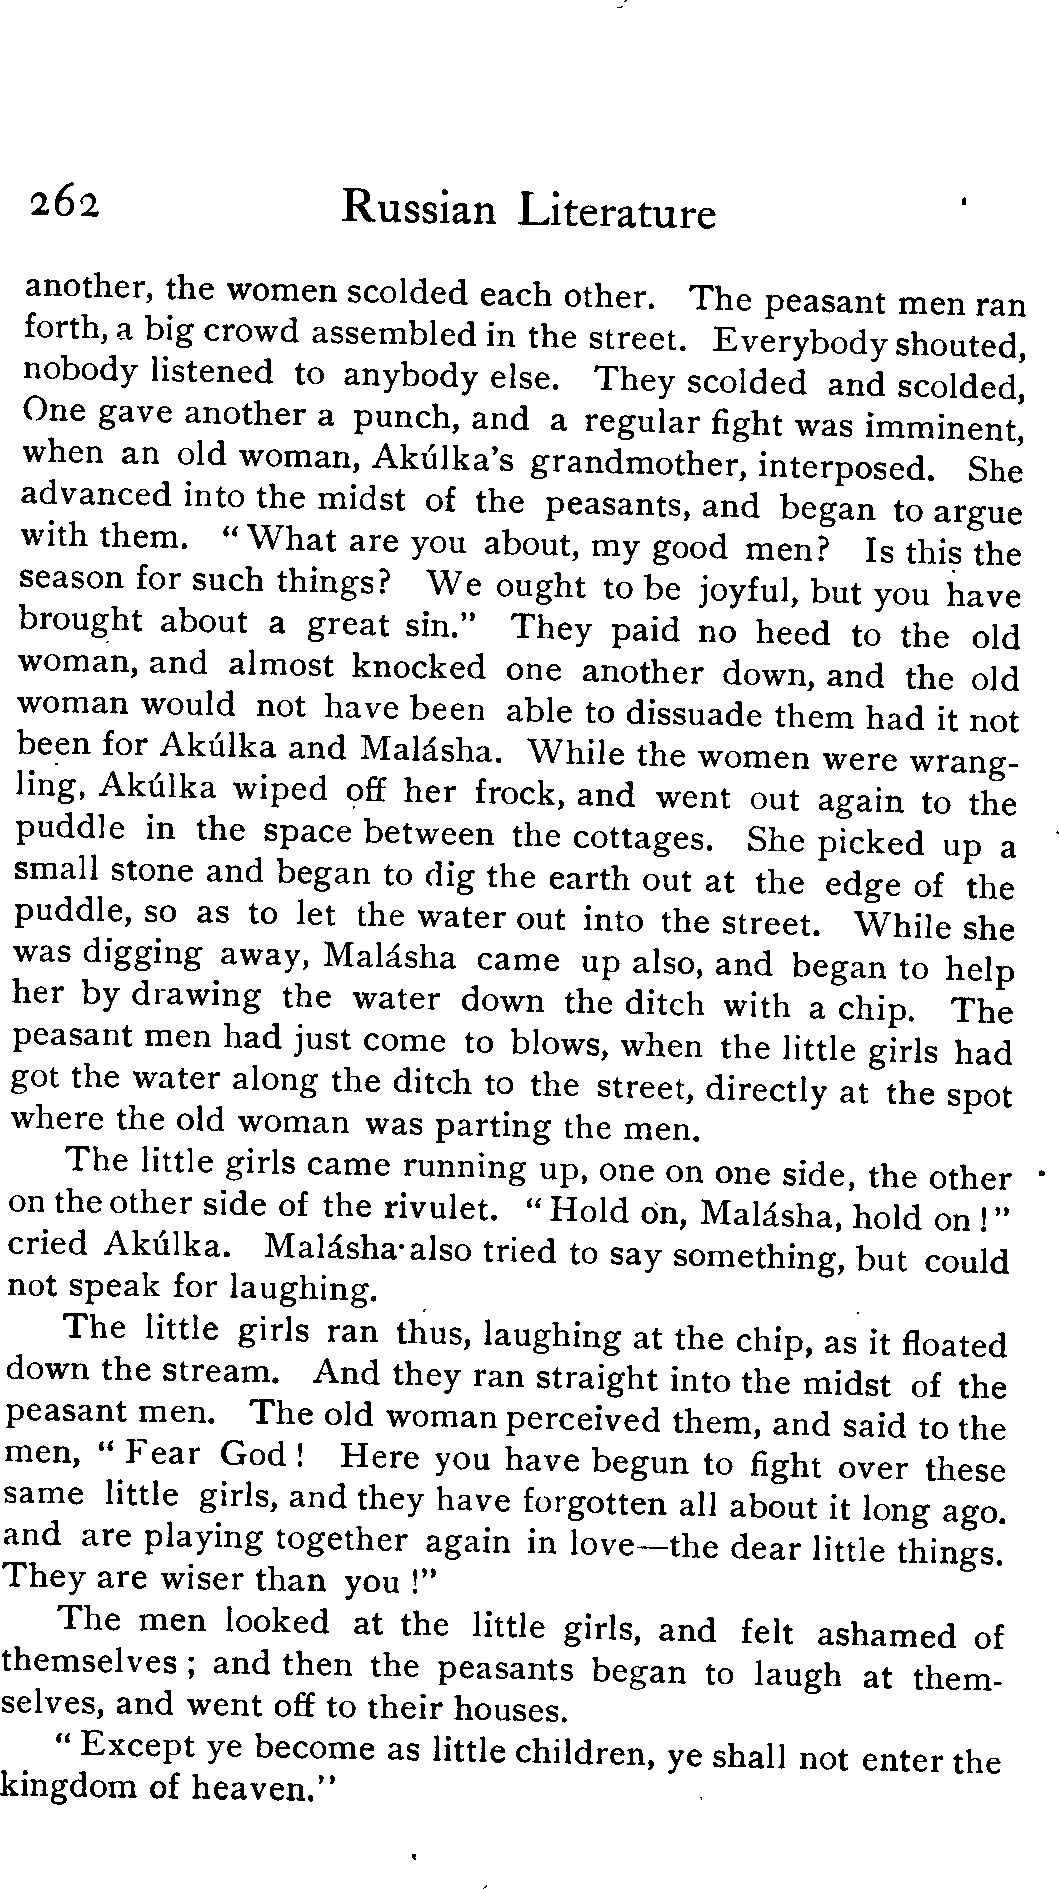 262 Russian Literature
another, the women scolded each other. The peasant men ran
forth, a big crowd assembled in the street. Everybody shouted,
nobody listened to anybody else. They scolded and scolded,
One gave another a punch, and a regular fight was imminent,
when an old woman, Akúlka's grandmother, interposed. She
advanced into the midst of the peasants, and began to argue
with them. "What are you about, my good men? Is this the
season for such things? We ought to be joyful, but you have
brought about a great sin." They paid no heed to the old
woman, and almost knocked one another down, and the old
woman would not have been able to dissuade them had it not
been for Akúlka and Malásha. While the women were wrang-
ling, Akúlka wiped off her frock, and went out again to the
puddle in the space between the cottages. She picked up a
small stone and began to dig the earth out at the edge of the
puddle, so as to let the water out into the street. While she
was digging away, Malásha came up also, and began to help
her by drawing the water down the ditch with a chip. The
peasant men had just come to blows, when the little girls had
got the water along the ditch to the street, directly at the spot
where the old woman was parting the men.
The little girls came running up, one on one side, the other
on the other side of the rivulet. "Hold on, Malásha, hold on!"
cried Akúlka. Malásha also tried to say something, but could
not speak for laughing.
The little girls ran thus, laughing at the chip, as it floated
down the stream. And they ran straight into the midst of the
peasant men. The old woman perceived them, and said to the
men, "Fear God! Here you have begun to fight over these
same little girls, and they have forgotten all about it long ago.
and are playing together again in love—the dear little things.
They are wiser than you!"
The men looked at the little girls, and felt ashamed of
themselves; and then the peasants began to laugh at them-
selves, and went off to their houses.
"Except ye become as little children, ye shall not enter the
kingdom of heaven."